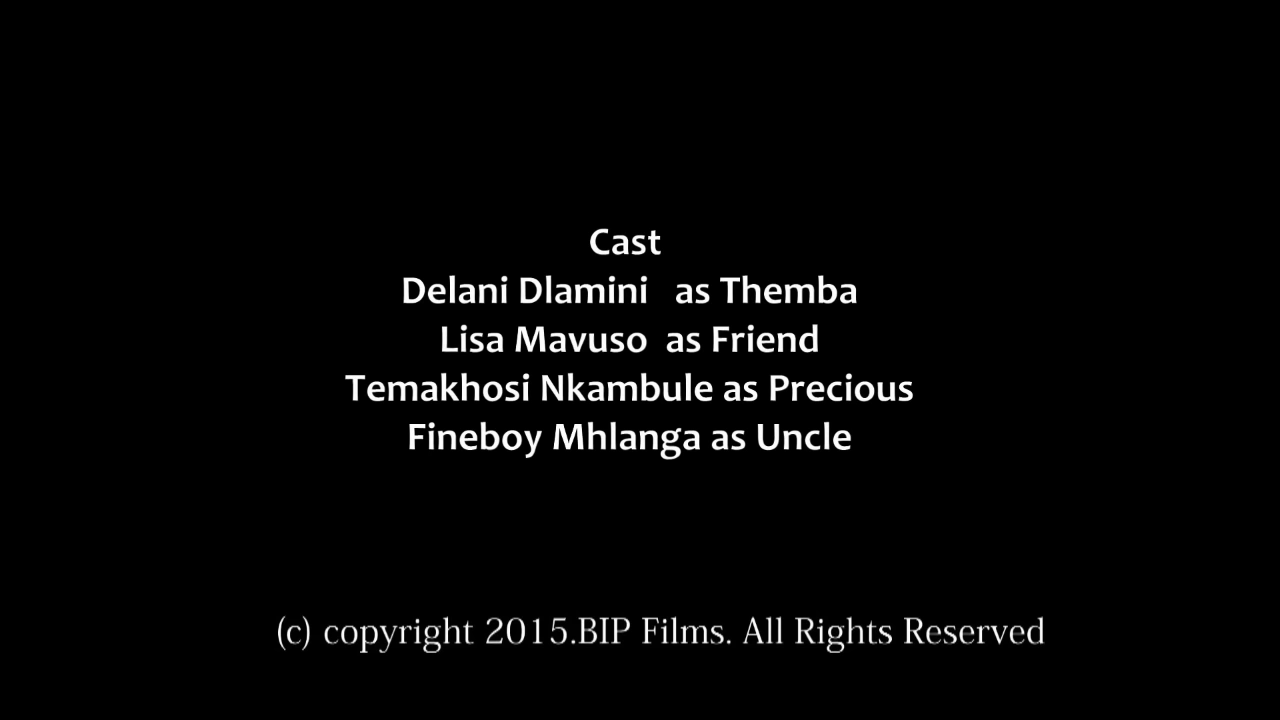 Cast
Delani Dlamini as Themba
Lisa Mavuso as Friend
Temakhosi Nkambule as Precious
Fineboy Mhlanga as Uncle
(c) copyright 2015.BIP Films. All Rights Reserved